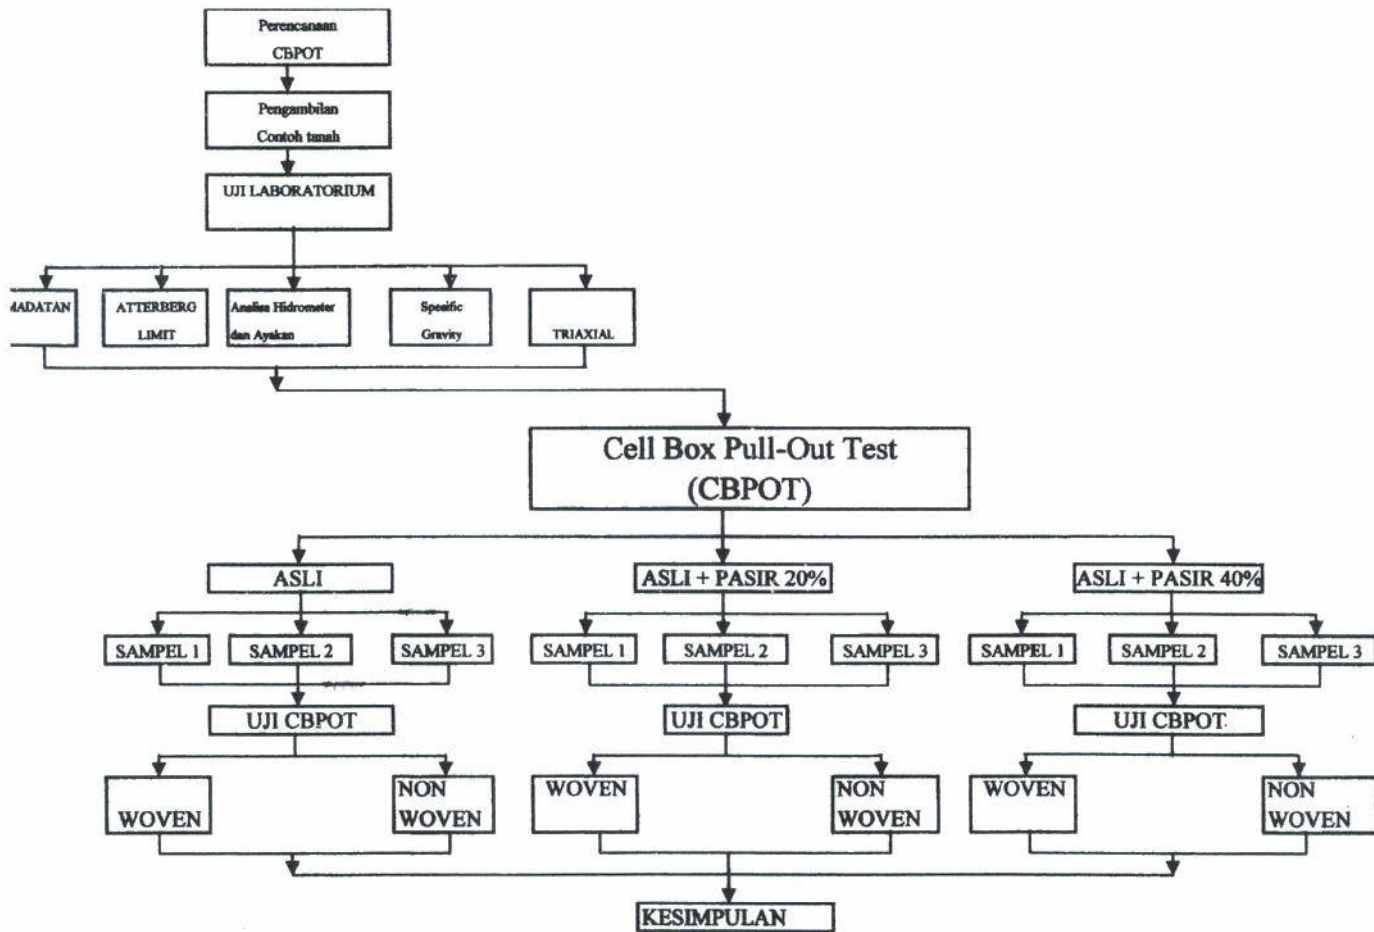 Perencanaan
CBPOT
Pengambilan
Contoh tanah
UJI LABORATORIUM
MADATAN
ATTERBERG
LIMIT
Analisa Hidrometer
dan Ayakan
Spesific
Gravity
TRIAXIAL
Cell Box Pull-Out Test
(CBPOT)
ASLI
ASLI + PASIR 20%
ASLI + PASIR 40%
SAMPEL 1
SAMPEL 2
SAMPEL 3
SAMPEL 1
SAMPEL 2
SAMPEL 3
SAMPEL 1
SAMPEL 2
SAMPEL 3
UJI CBPOT
UJI CBPOT
UJI CBPOT
WOVEN
NON
WOVEN
WOVEN
NON
WOVEN
WOVEN
NON
WOVEN
KESIMPULAN